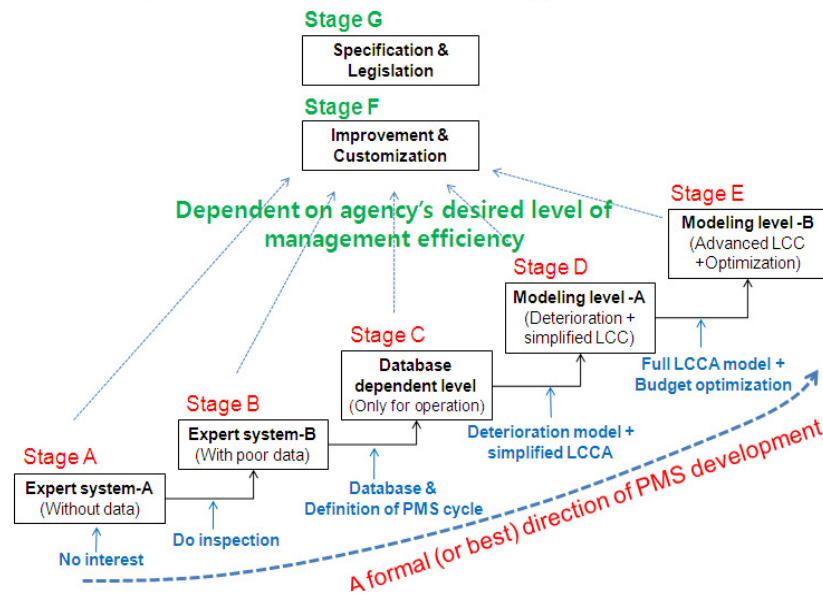 Stage G
Specification &
Legislation
Stage F
Improvement &
Customization
Dependent on agency's desired level of
management efficiency
Stage E
Modeling level -B
(Advanced LCC
+Optimization)
Stage D
Modeling level -A
(Deterioration +
simplified LCC)
Full LCCA model +
Budget optimization
Stage C
Database
dependent level
(Only for operation)
Deterioration model +
simplified LCCA
Stage B
Expert system-B
(With poor data)
Database &
Definition of PMS cycle
Stage A
Expert system-A
(Without data)
Do inspection
No interest
A formal (or best) direction of PMS development